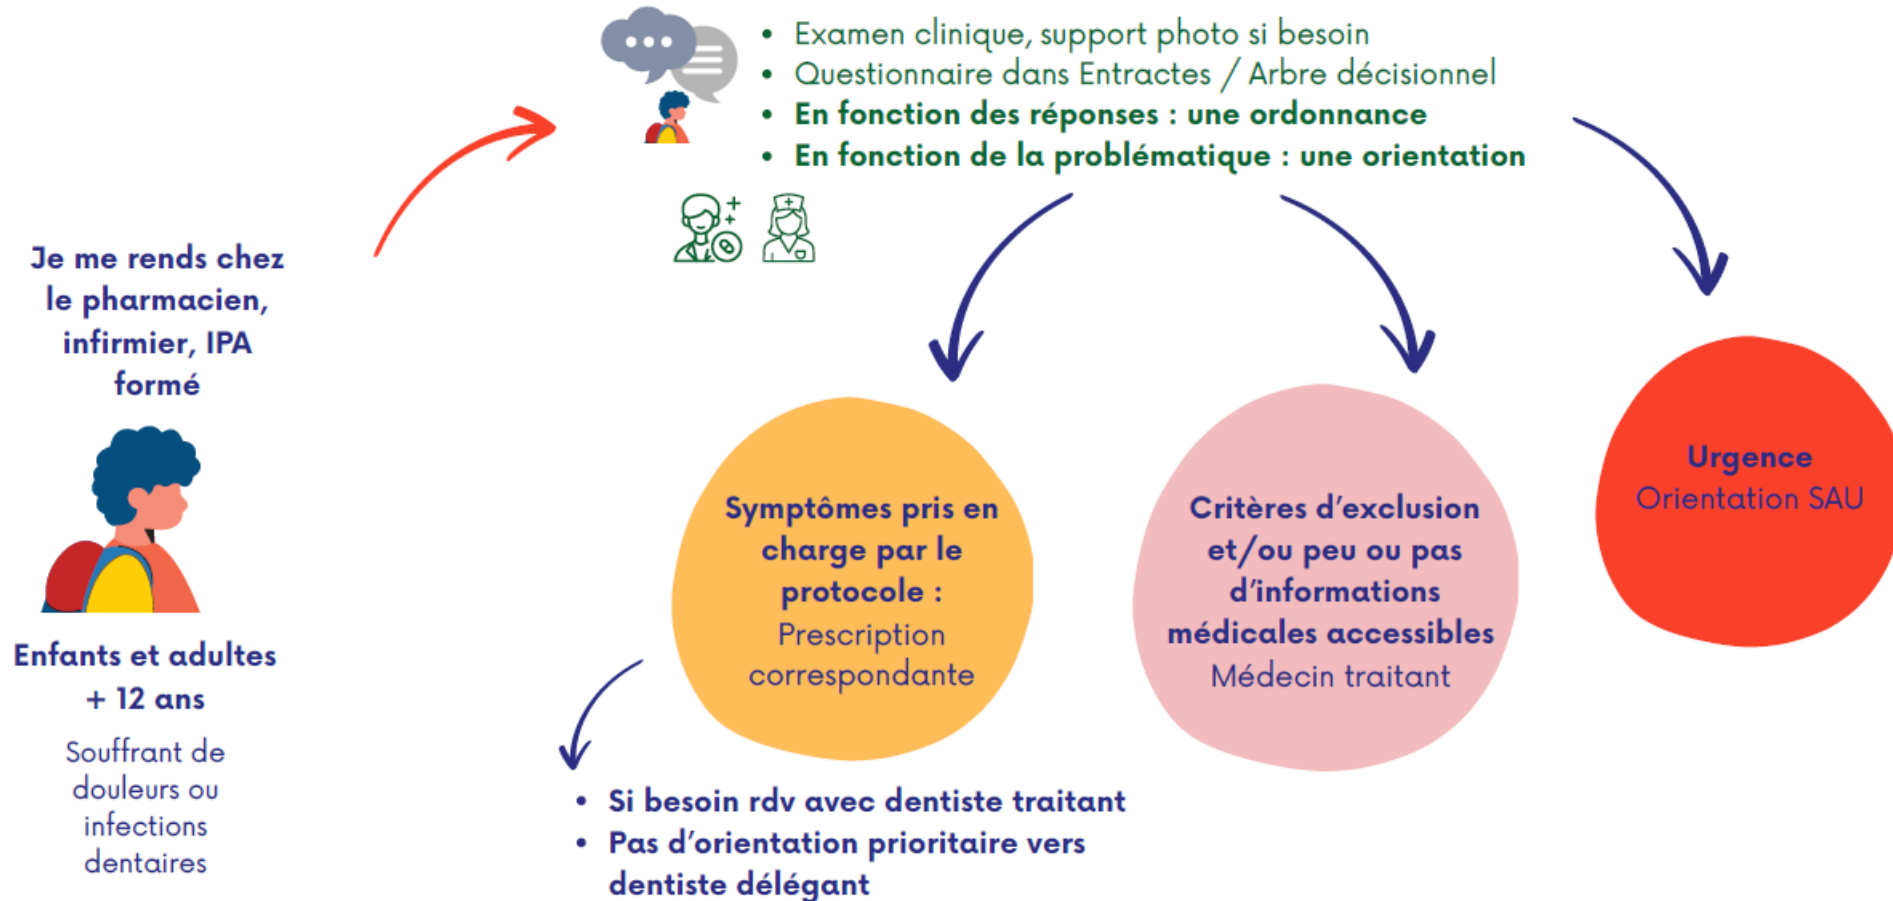 • Examen clinique, support photo si besoin
• Questionnaire dans Entractes / Arbre décisionnel
• En fonction des réponses : une ordonnance
• En fonction de la problématique : une orientation
Je me rends chez
le pharmacien,
infirmier, IPA
formé
Enfants et adultes
+ 12 ans
Souffrant de
douleurs ou
infections
dentaires
Symptômes pris en
charge par le
protocole :
Prescription
correspondante
• Si besoin rdv avec dentiste traitant
• Pas d'orientation prioritaire vers
dentiste délégant
Critères d'exclusion
et/ou peu ou pas
d'informations
médicales accessibles
Médecin traitant
Urgence
Orientation SAU